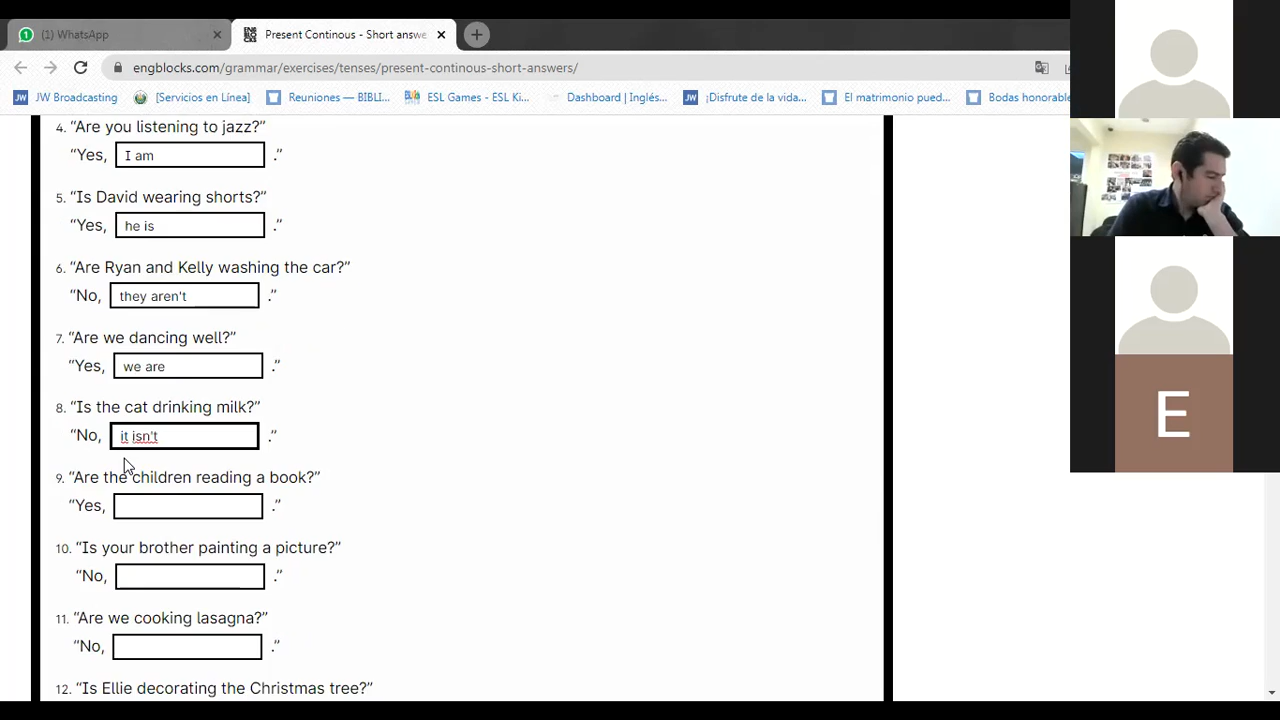 (1) WhatsApp
Present Continous - Short answe
engblocks.com/grammar/exercises/tenses/present-continous-short-answers/
JW Broadcasting
[Servicios en Línea]
Reuniones — BIBLI...
ESL Games - ESL Ki...
Dashboard | Inglés...
¡Disfrute de la vida...
El matrimonio pued...
Bodas honorable
4. “Are you listening to jazz?”
“Yes, I am .”
5. “Is David wearing shorts?”
“Yes, he is .”
6. “Are Ryan and Kelly washing the car?”
“No, they aren't .”
7. “Are we dancing well?”
“Yes, we are .”
8. “Is the cat drinking milk?”
“No, it isn't .”
9. “Are the children reading a book?”
“Yes, .”
10. “Is your brother painting a picture?”
“No, .”
11. “Are we cooking lasagna?”
“No, .”
12. “Is Ellie decorating the Christmas tree?”
E